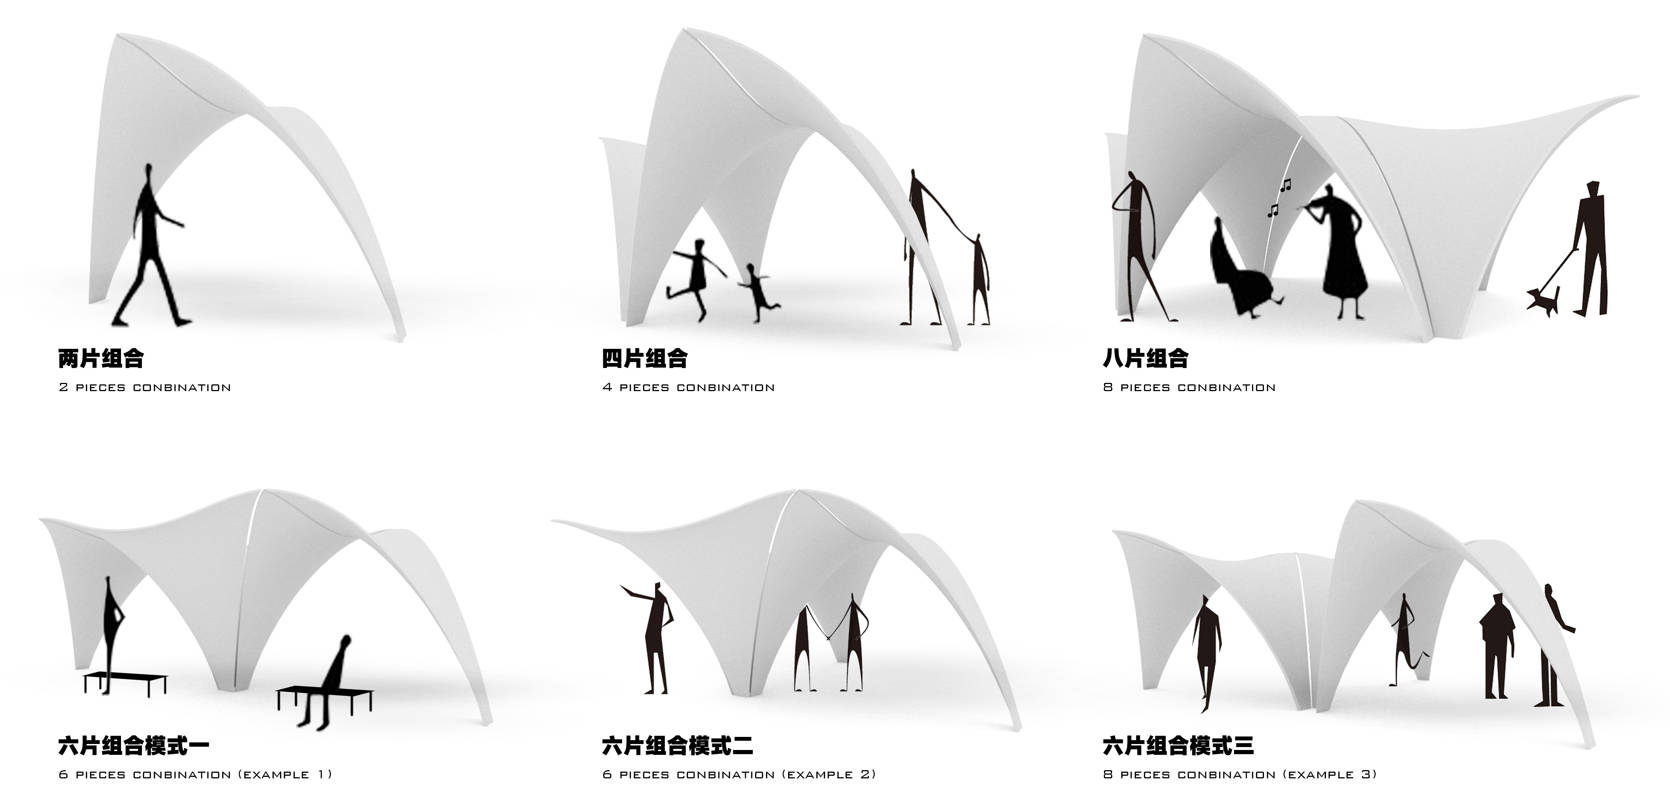 两片组合
2 PIECES CONBINATION
四片组合
4 PIECES CONBINATION
八片组合
8 PIECES CONBINATION
六片组合模式一
6 PIECES CONBINATION (EXAMPLE 1)
六片组合模式二
6 PIECES CONBINATION (EXAMPLE 2)
六片组合模式三
8 PIECES CONBINATION (EXAMPLE 3)